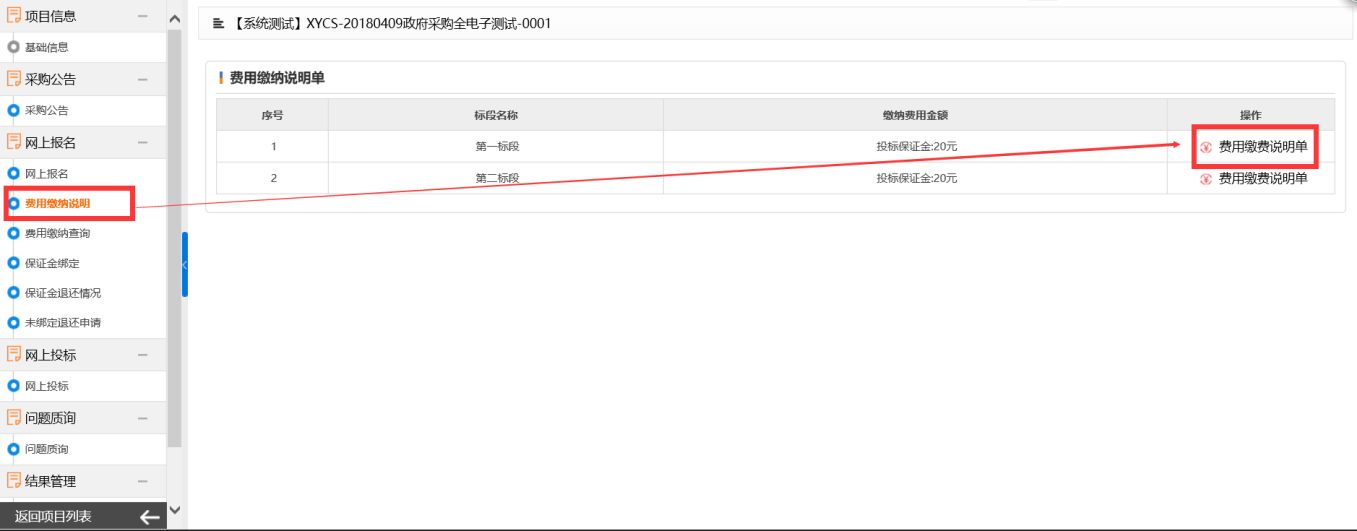 项目信息
基础信息
采购公告
采购公告
网上报名
网上报名
费用缴纳说明
费用缴纳查询
保证金绑定
保证金退还情况
未绑定退还申请
网上投标
网上投标
问题质询
问题质询
结果管理
返回项目列表
【系统测试】XYCS-20180409政府采购全电子测试-0001
费用缴纳说明单
序号 标段名称 缴纳费用金额 操作
1 第一标段 投标保证金:20元 费用缴费说明单
2 第二标段 投标保证金:20元 费用缴费说明单